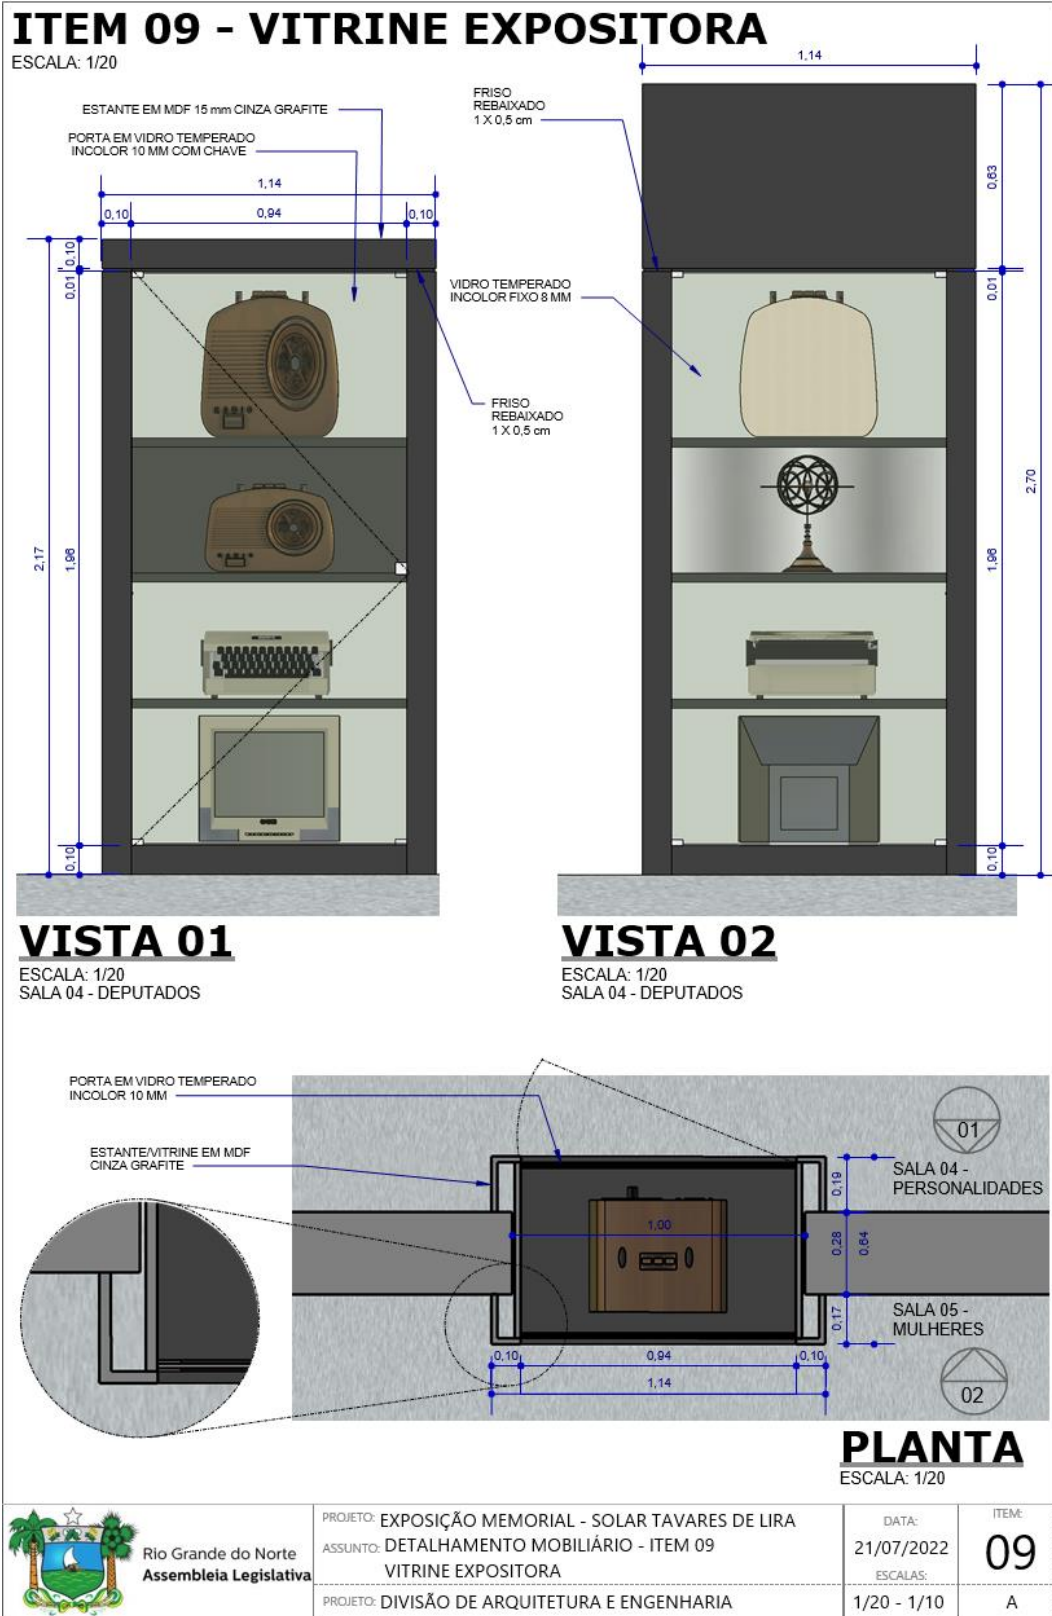 ITEM 09 - VITRINE EXPOSITORA
ESCALA: 1/20
ESTANTE EM MDF 15 mm CINZA GRAFITE
PORTA EM VIDRO TEMPERADO
INCOLOR 10 MM COM CHAVE
1,14
0,10
0,94
0,10
0,10
0,01
2,17
1,96
0,10
FRISO
REBAIXADO
1 X 0,5 cm
FRISO
REBAIXADO
1 X 0,5 cm
VIDRO TEMPERADO
INCOLOR FIXO 8 MM
1,14
0,63
0,01
2,70
1,96
0,10
VISTA 01
ESCALA: 1/20
SALA 04 - DEPUTADOS
VISTA 02
ESCALA: 1/20
SALA 04 - DEPUTADOS
PORTA EM VIDRO TEMPERADO
INCOLOR 10 MM
ESTANTE/VITRINE EM MDF
CINZA GRAFITE
01
SALA 04 -
PERSONALIDADES
0,19
1,00
0,28
0,64
0,17
SALA 05 -
MULHERES
0,10
0,94
0,10
1,14
02
PLANTA
ESCALA: 1/20
Rio Grande do Norte
Assembleia Legislativa
PROJETO: EXPOSIÇÃO MEMORIAL - SOLAR TAVARES DE LIRA
ASSUNTO: DETALHAMENTO MOBILIÁRIO - ITEM 09
VITRINE EXPOSITORA
PROJETO: DIVISÃO DE ARQUITETURA E ENGENHARIA
DATA:
21/07/2022
ESCALAS:
1/20 - 1/10
ITEM:
09
A